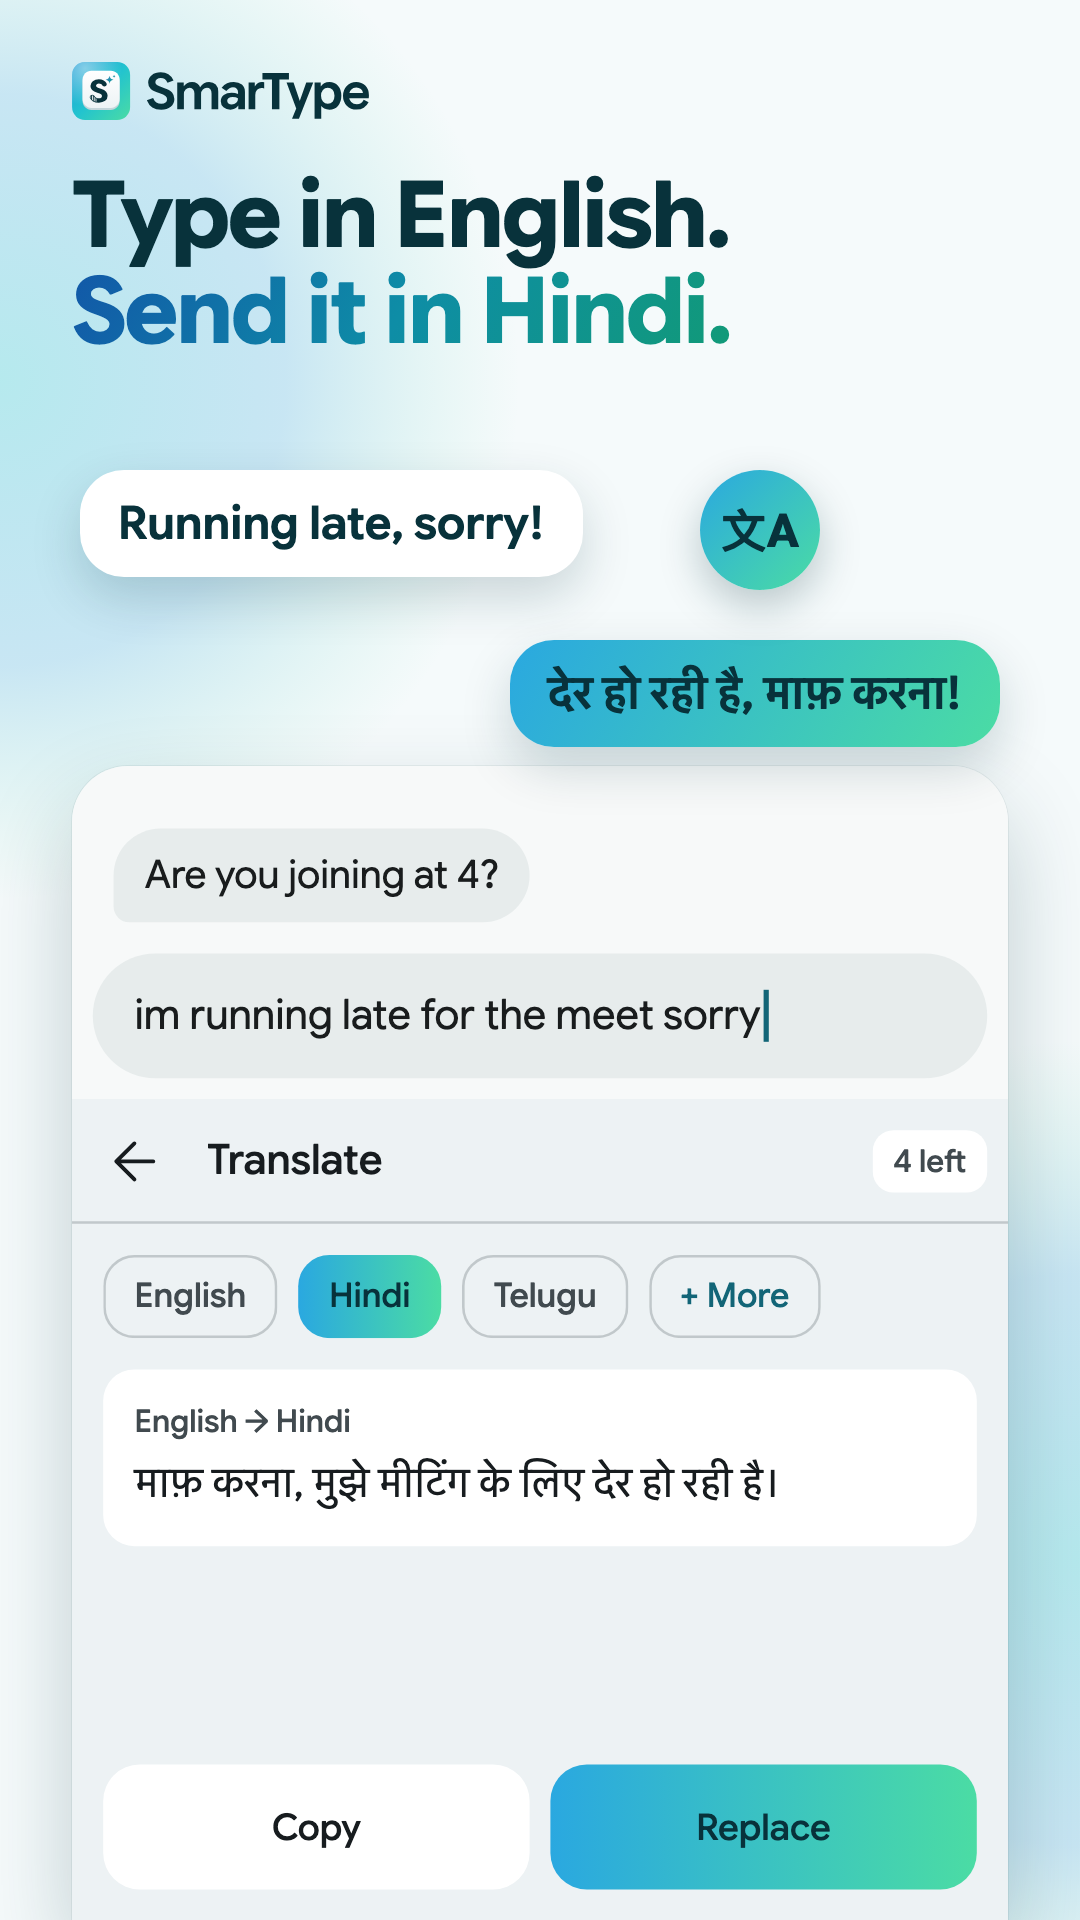 SmarType
Type in English.
Send it in Hindi.
Running late, sorry!
文A
देर हो रही है, माफ़ करना!
Are you joining at 4?
im running late for the meet sorry
Translate
4 left
English
Hindi
Telugu
+ More
English → Hindi
माफ़ करना, मुझे मीटिंग के लिए देर हो रही है।
Copy
Replace